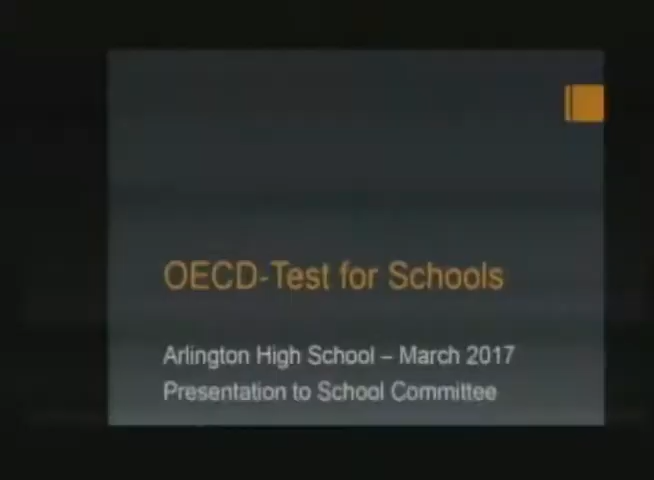 OECD-Test for Schools
Arlington High School – March 2017
Presentation to School Committee